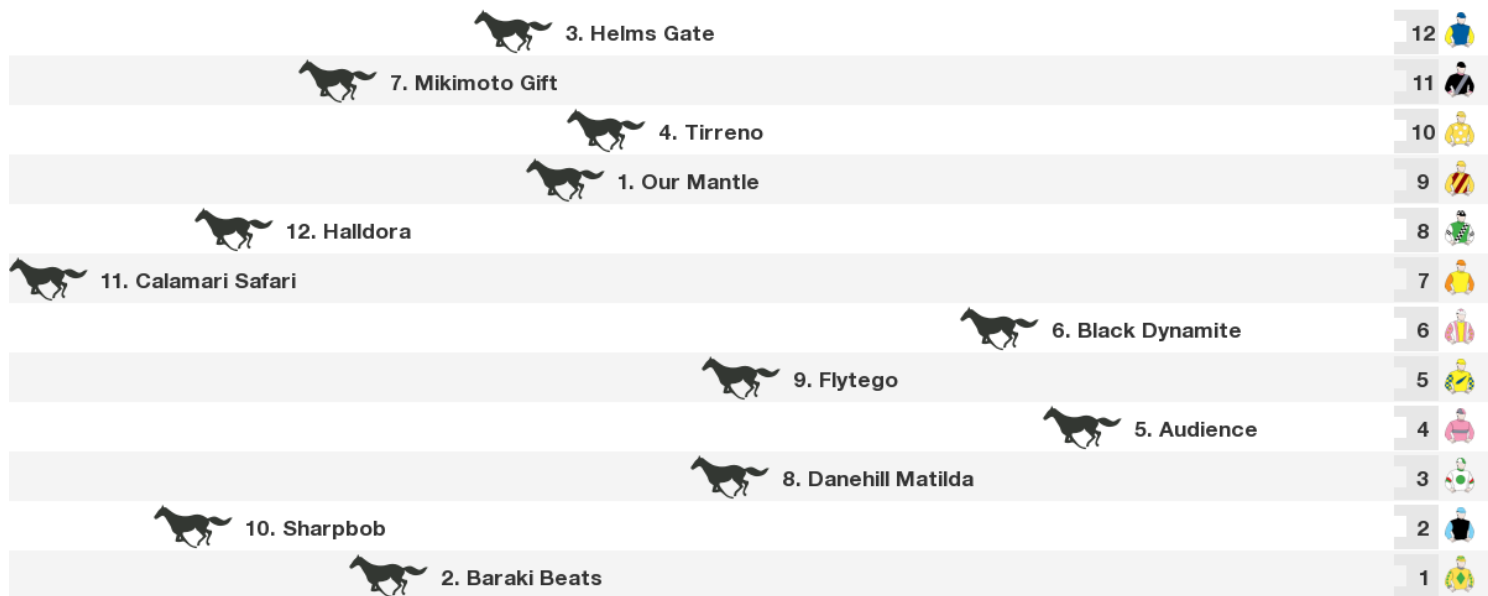 3. Helms Gate 12
7. Mikimoto Gift 11
4. Tirreno 10
1. Our Mantle 9
12. Halldora 8
11. Calamari Safari 7
6. Black Dynamite 6
9. Flytego 5
5. Audience 4
8. Danehill Matilda 3
10. Sharpbob 2
2. Baraki Beats 1